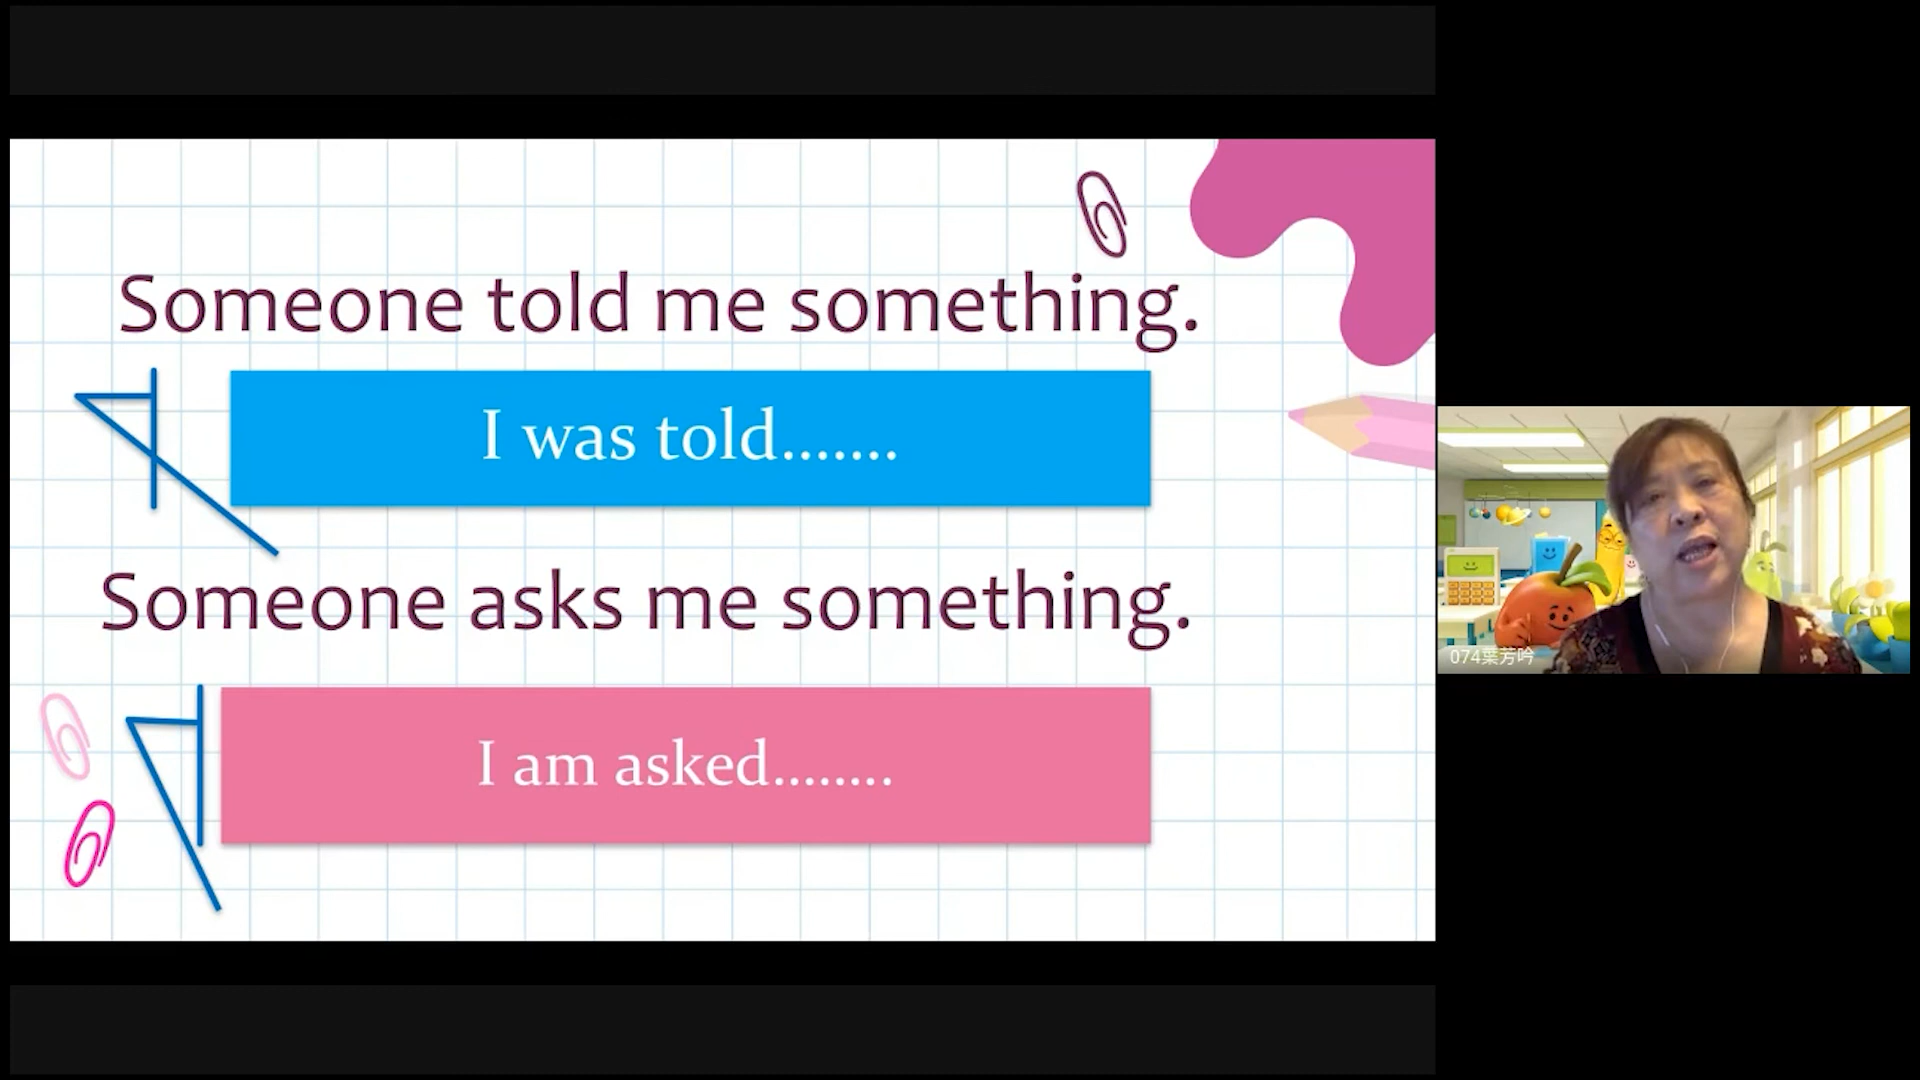 Someone told me something.
I was told.......
Someone asks me something.
I am asked........
074葉芳吟